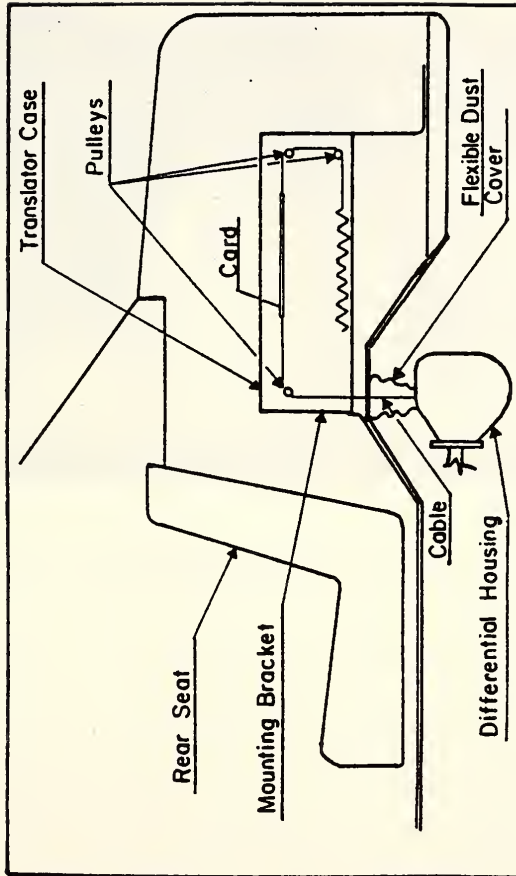 Translator Case
Pulleys
Card
Rear Seat
Mounting Bracket
Flexible Dust
Cover
Cable
Differential Housing